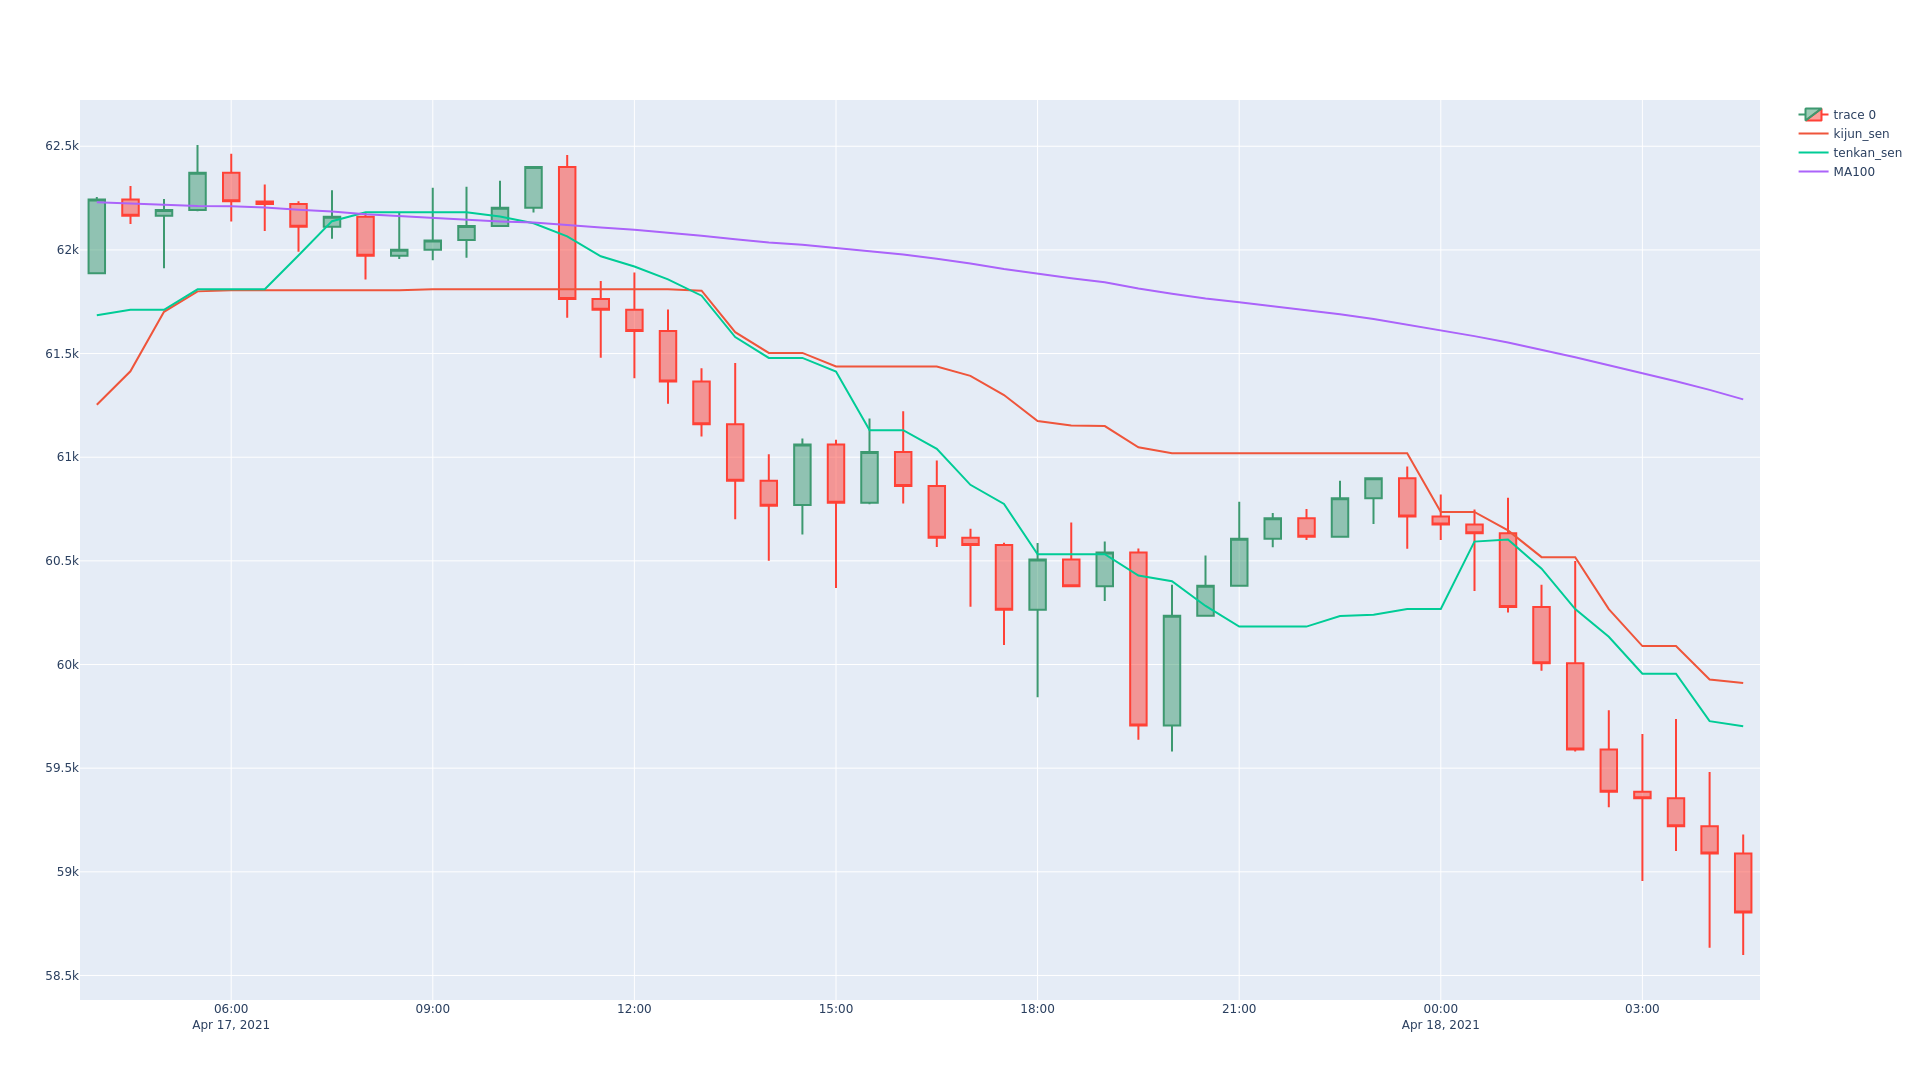 62.5k
62k
61.5k
61k
60.5k
60k
59.5k
59k
58.5k
06:00
Apr 17, 2021
09:00
12:00
15:00
18:00
21:00
00:00
Apr 18, 2021
03:00
trace 0
kijun_sen
tenkan_sen
MA100